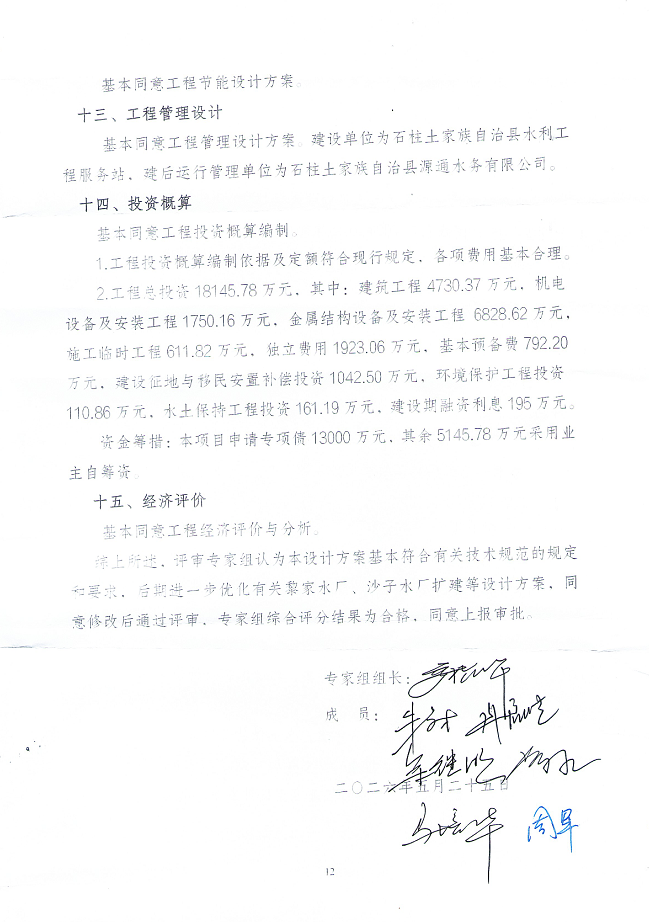 基本同意工程节能设计方案。
十三、工程管理设计
基本同意工程管理设计方案。建设单位为石柱土家族自治县水利工
程服务站，建后运行管理单位为石柱土家族自治县源通水务有限公司。
十四、投资概算
基本同意工程投资概算编制。
1.工程投资概算编制依据及定额符合现行规定，各项费用基本合理。
2.工程总投资18145.78万元，其中：建筑工程4730.37万元，机电
设备及安装工程1750.16万元，金属结构设备及安装工程 6828.62万元，
施工临时工程611.82万元，独立费用1923.06万元，基本预备费792.20
万元，建设征地与移民安置补偿投资1042.50万元，环境保护工程投资
110.86万元，水土保持工程投资161.19万元，建设期融资利息195万元。
资金筹措：本项目申请专项债13000万元，其余5145.78万元采用业
主自筹资。
十五、经济评价
基本同意工程经济评价与分析。
综上所述，评审专家组认为本设计方案基本符合有关技术规范的规定
和要求，后期进一步优化有关黎家水厂、沙子水厂扩建等设计方案，同
意修改后通过评审，专家组综合评分结果为合格，同意上报审批。
专家组组长：
成 员：
二〇二六年五月二十五日
马培华 周旱
12